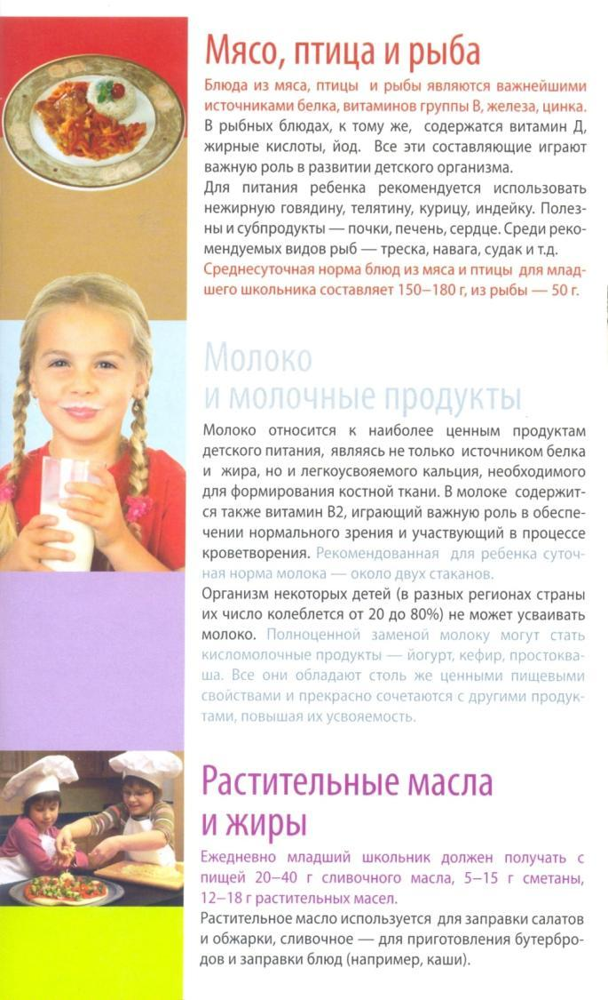 Мясо, птица и рыба
Блюда из мяса, птицы и рыбы являются важнейшими
источниками белка, витаминов группы В, железа, цинка.
В рыбных блюдах, к тому же, содержатся витамин Д,
жирные кислоты, йод. Все эти составляющие играют
важную роль в развитии детского организма.
Для питания ребенка рекомендуется использовать
нежирную говядину, телятину, курицу, индейку. Полез-
ны и субпродукты — почки, печень, сердце. Среди реко-
мендуемых видов рыб — треска, навага, судак и т.д.
Среднесуточная норма блюд из мяса и птицы для млад-
шего школьника составляет 150–180 г, из рыбы — 50 г.
Молоко
и молочные продукты
Молоко относится к наиболее ценным продуктам
детского питания, являясь не только источником белка
и жира, но и легкоусвояемого кальция, необходимого
для формирования костной ткани. В молоке содержит-
ся также витамин В2, играющий важную роль в обеспе-
чении нормального зрения и участвующий в процессе
кроветворения. Рекомендованная для ребенка суточ-
ная норма молока — около двух стаканов.
Организм некоторых детей (в разных регионах страны
их число колеблется от 20 до 80%) не может усваивать
молоко. Полноценной заменой молоку могут стать
кисломолочные продукты — йогурт, кефир, простоква-
ша. Все они обладают столь же ценными пищевыми
свойствами и прекрасно сочетаются с другими продук-
тами, повышая их усвояемость.
Растительные масла
и жиры
Ежедневно младший школьник должен получать с
пищей 20–40 г сливочного масла, 5–15 г сметаны,
12–18 г растительных масел.
Растительное масло используется для заправки салатов
и обжарки, сливочное — для приготовления бутербро-
дов и заправки блюд (например, каши).